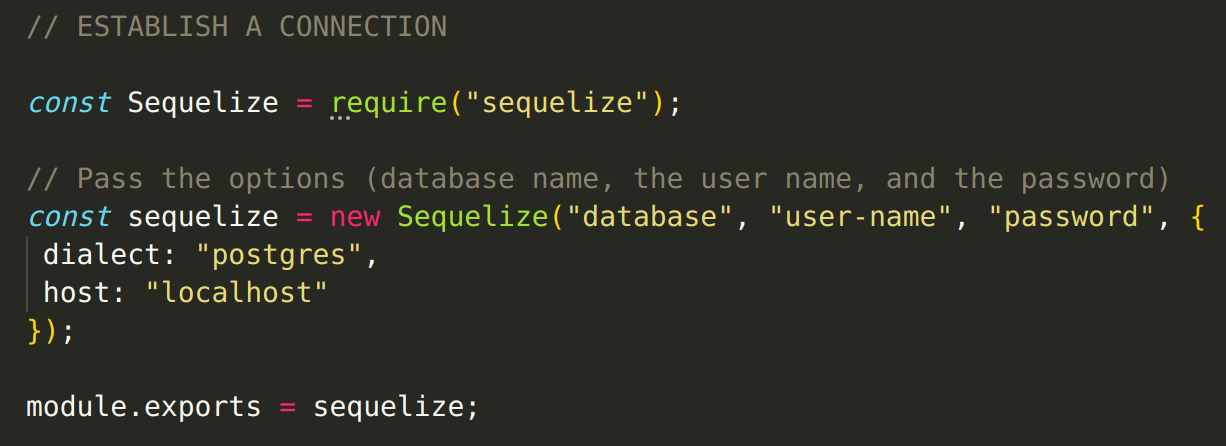 // ESTABLISH A CONNECTION
const Sequelize = require("sequelize");
// Pass the options (database name, the user name, and the password)
const sequelize = new Sequelize("database", "user-name", "password", {
dialect: "postgres",
host: "localhost"
});
module.exports = sequelize;